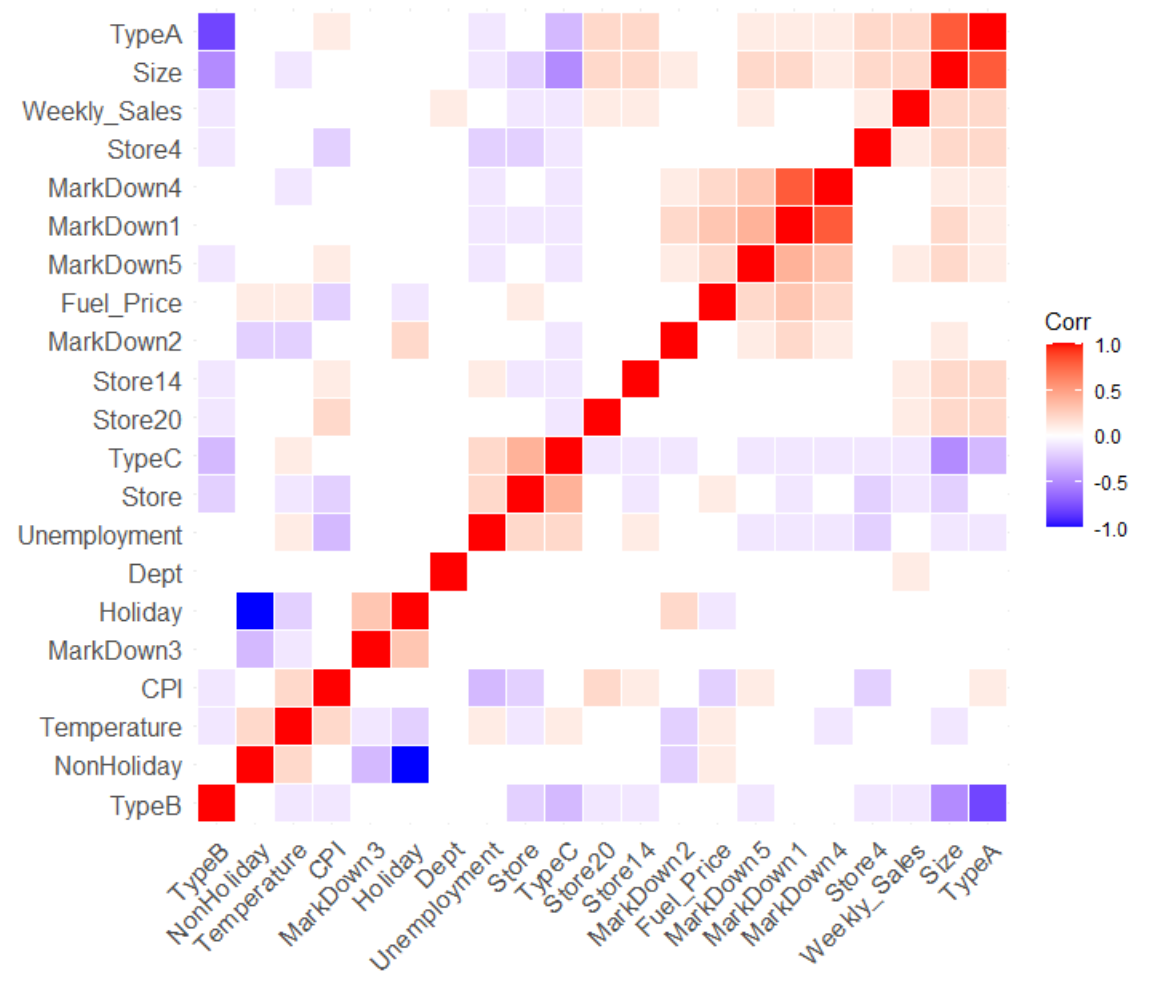 TypeA
Size
Weekly_Sales
Store4
MarkDown4
MarkDown1
MarkDown5
Fuel_Price
MarkDown2
Store14
Store20
TypeC
Store
Unemployment
Dept
Holiday
MarkDown3
CPI
Temperature
NonHoliday
TypeB
TypeB
NonHoliday
Temperature
CPI
MarkDown3
Holiday
Dept
Unemployment
Store
TypeC
Store20
Store14
MarkDown2
Fuel_Price
MarkDown5
MarkDown1
MarkDown4
Store4
Weekly_Sales
Size
TypeA
Corr
1.0
0.5
0.0
-0.5
-1.0